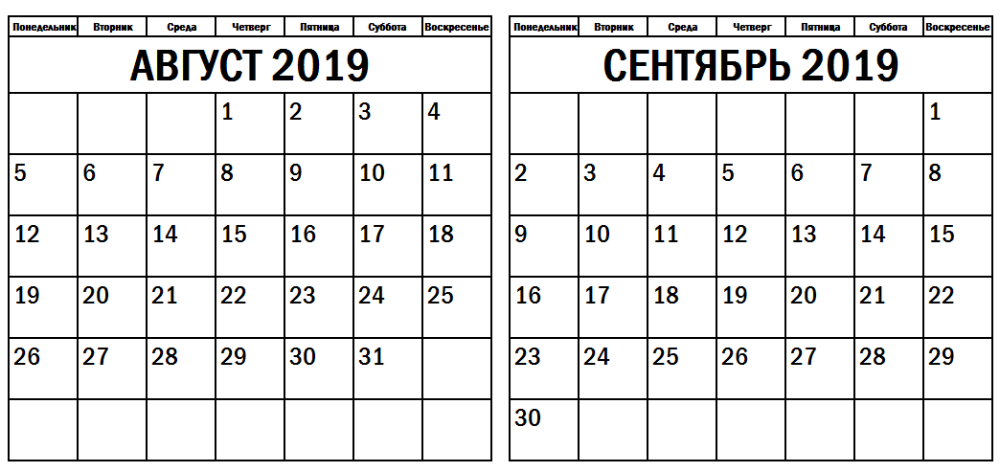 Понедельник Вторник Среда Четверг Пятница Суббота Воскресенье
АВГУСТ 2019
1 2 3 4
5 6 7 8 9 10 11
12 13 14 15 16 17 18
19 20 21 22 23 24 25
26 27 28 29 30 31
Понедельник Вторник Среда Четверг Пятница Суббота Воскресенье
СЕНТЯБРЬ 2019
1
2 3 4 5 6 7 8
9 10 11 12 13 14 15
16 17 18 19 20 21 22
23 24 25 26 27 28 29
30